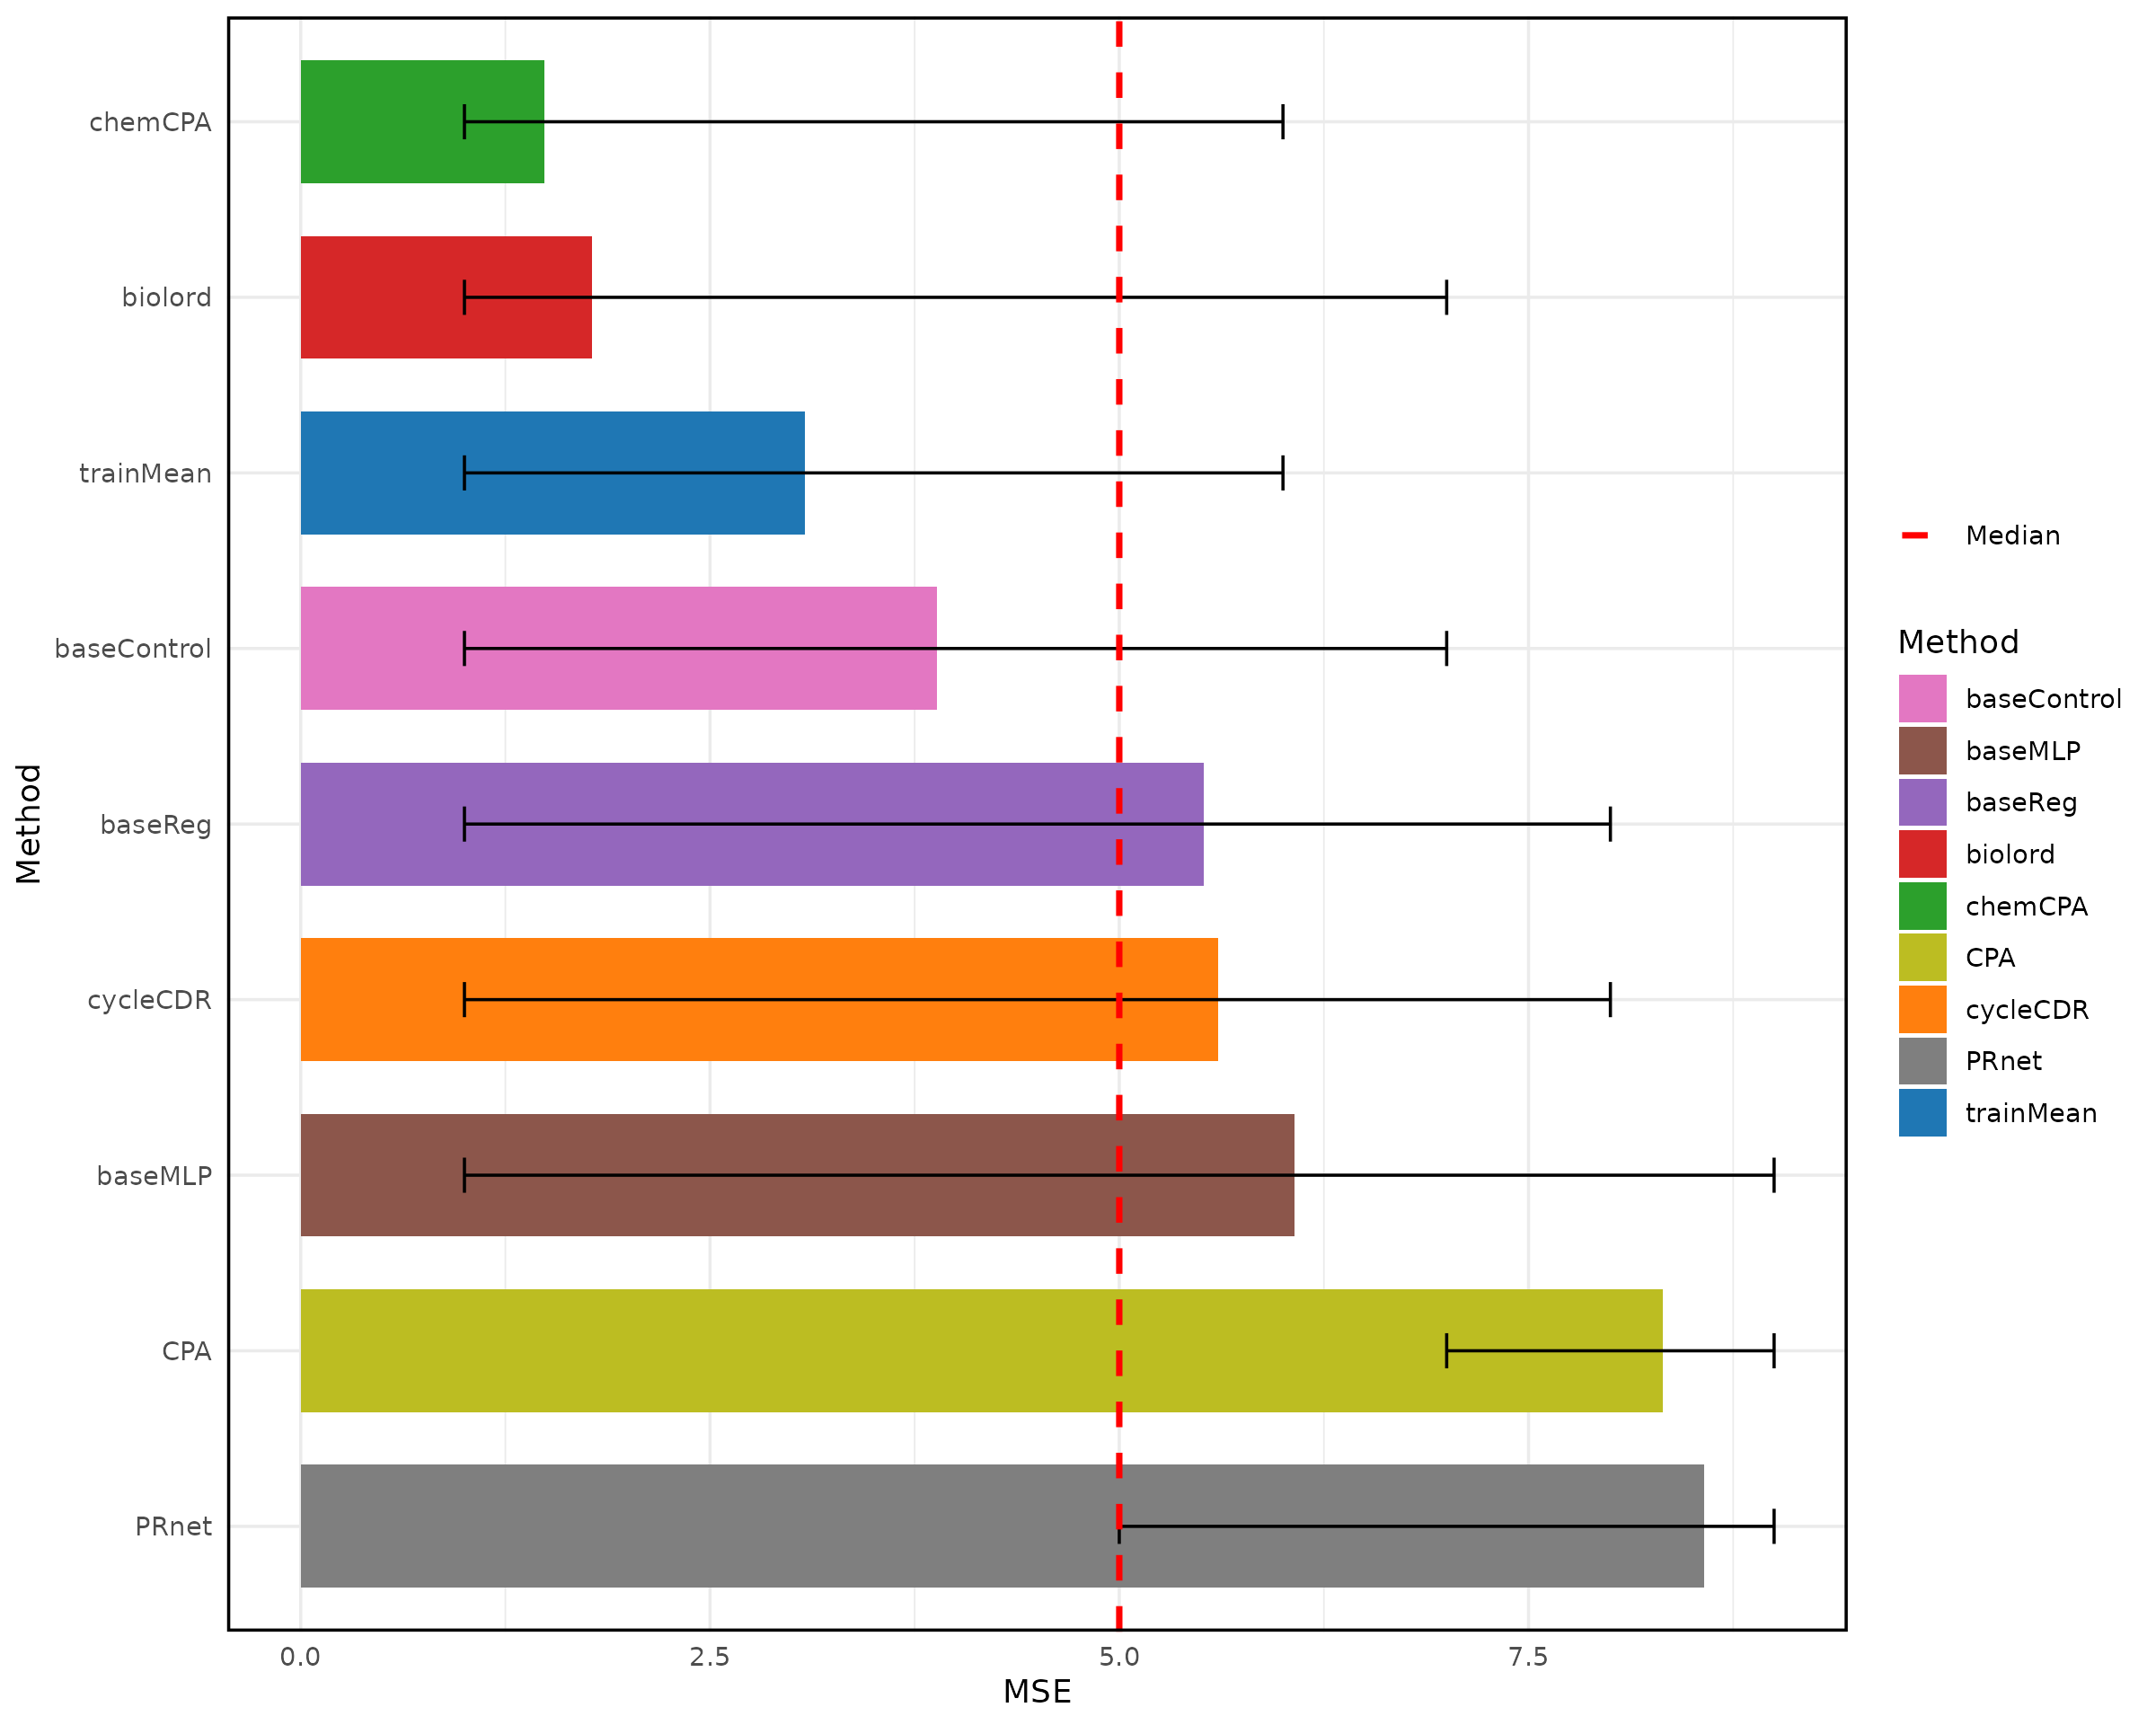 chemCPA
biolord
trainMean
baseControl
baseReg
cycleCDR
baseMLP
CPA
PRnet
Method
0.0
2.5
5.0
7.5
MSE
Median
Method
baseControl
baseMLP
baseReg
biolord
chemCPA
CPA
cycleCDR
PRnet
trainMean